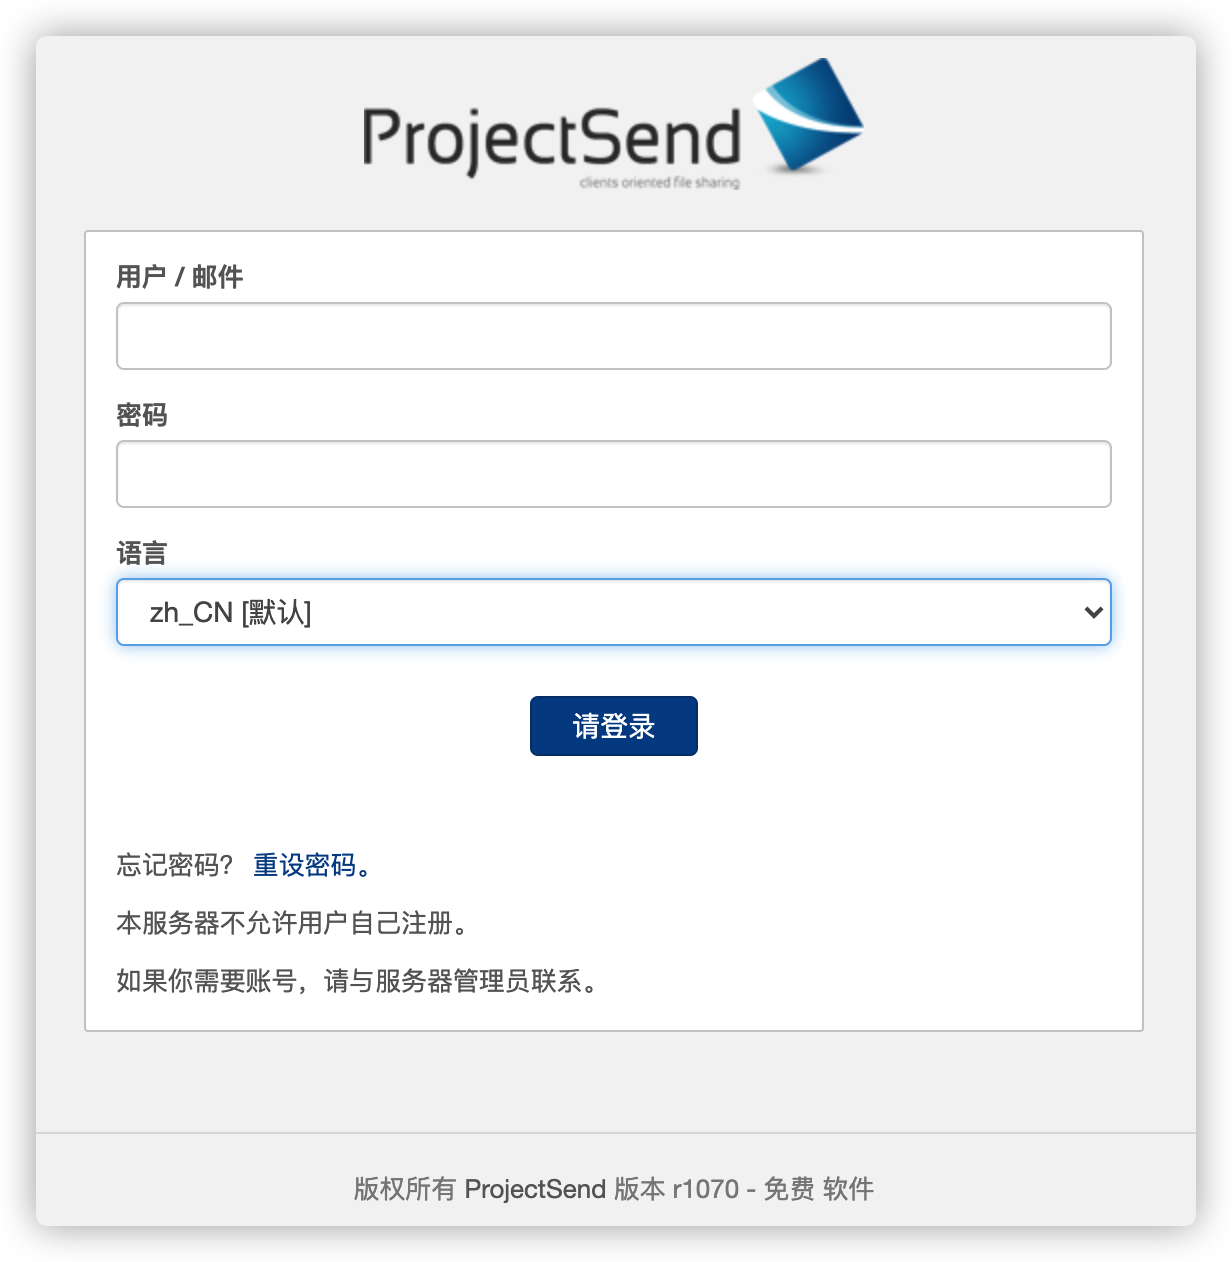 ProjectSend
clients oriented file sharing
用户 / 邮件
密码
语言
zh_CN [默认]
请登录
忘记密码? 重设密码。
本服务器不允许用户自己注册。
如果你需要账号，请与服务器管理员联系。
版权所有 ProjectSend 版本 r1070 - 免费 软件